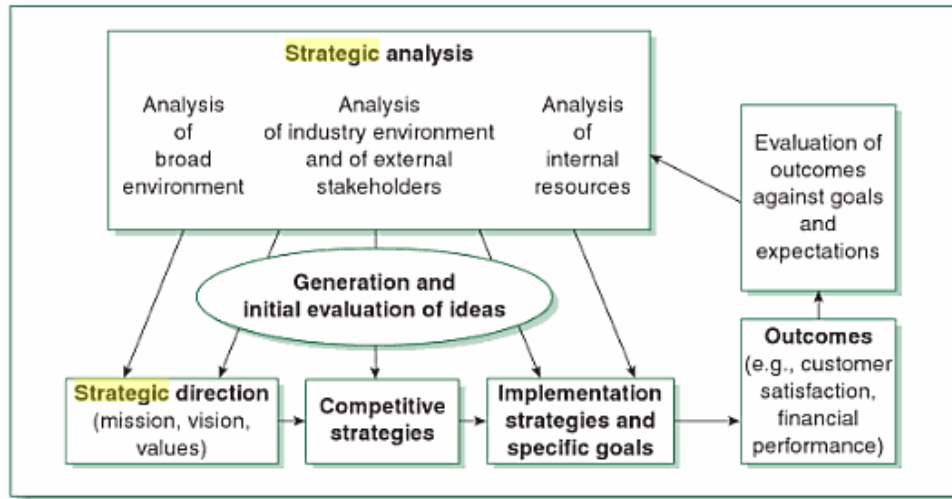 Strategic analysis
Analysis
of
broad
environment
Analysis
of industry environment
and of external
stakeholders
Analysis
of
internal
resources
Evaluation of
outcomes
against goals
and
expectations
Generation and
initial evaluation of ideas
Strategic direction
(mission, vision,
values)
Competitive
strategies
Implementation
strategies and
specific goals
Outcomes
(e.g., customer
satisfaction,
financial
performance)